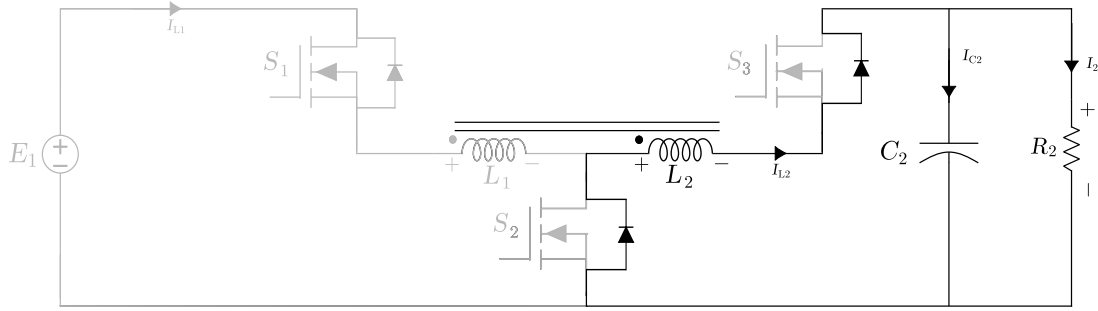 I_L1
S_1
S_3
I_C2
I_2
+
E_1
+
−
+
−
L_1
+
−
L_2
I_L2
C_2
R_2
−
S_2